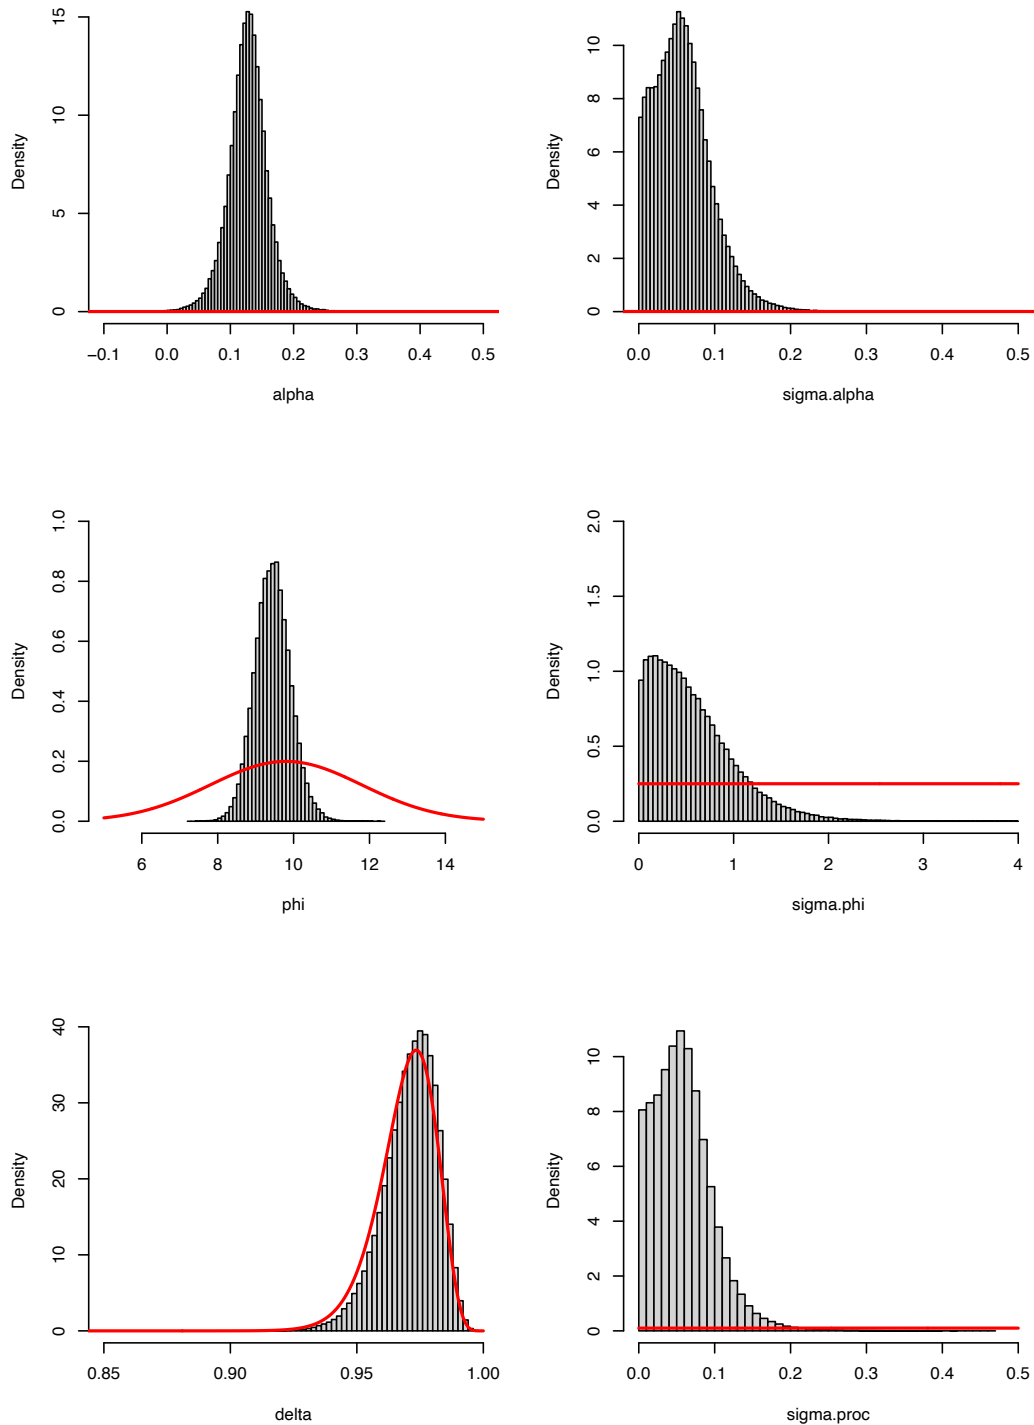 Density
0 5 10 15
−0.1 0.0 0.1 0.2 0.3 0.4 0.5
alpha
Density
0 2 4 6 8 10
0.0 0.1 0.2 0.3 0.4 0.5
sigma.alpha
Density
0.0 0.2 0.4 0.6 0.8 1.0
6 8 10 12 14
phi
Density
0.0 0.5 1.0 1.5 2.0
0 1 2 3 4
sigma.phi
Density
0 10 20 30 40
0.85 0.90 0.95 1.00
delta
Density
0 2 4 6 8 10
0.0 0.1 0.2 0.3 0.4 0.5
sigma.proc